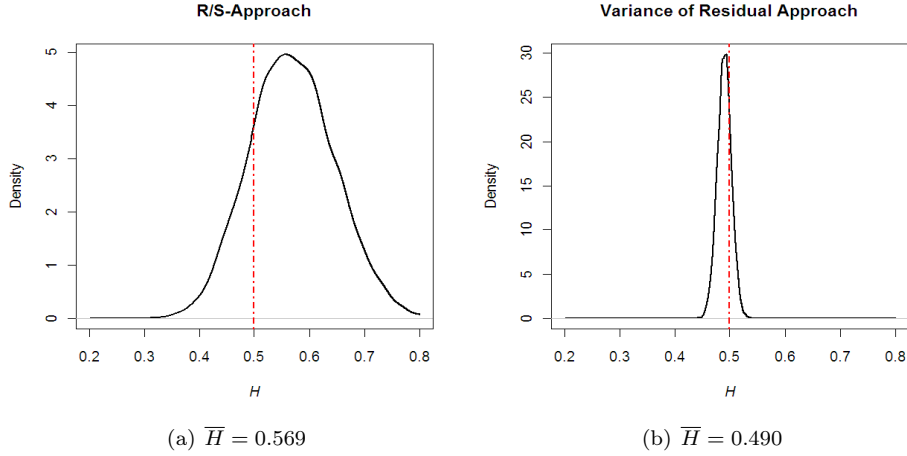 R/S-Approach
Density
5
4
3
2
1
0
0.2 0.3 0.4 0.5 0.6 0.7 0.8
H
(a) H̅ = 0.569
Variance of Residual Approach
Density
30
25
20
15
10
5
0
0.2 0.3 0.4 0.5 0.6 0.7 0.8
H
(b) H̅ = 0.490